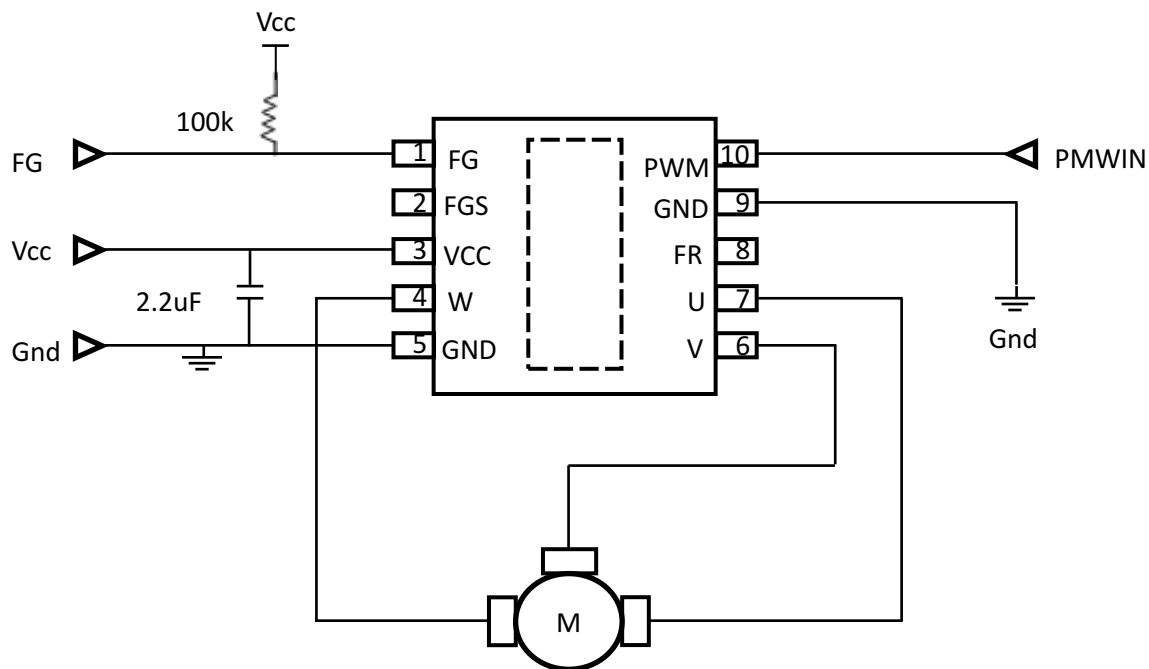 Vcc
100k
FG
1 FG
PWM 10
PMWIN
2 FGS
GND 9
Vcc
3 VCC
FR 8
2.2uF
4 W
U 7
Gnd
5 GND
V 6
Gnd
M